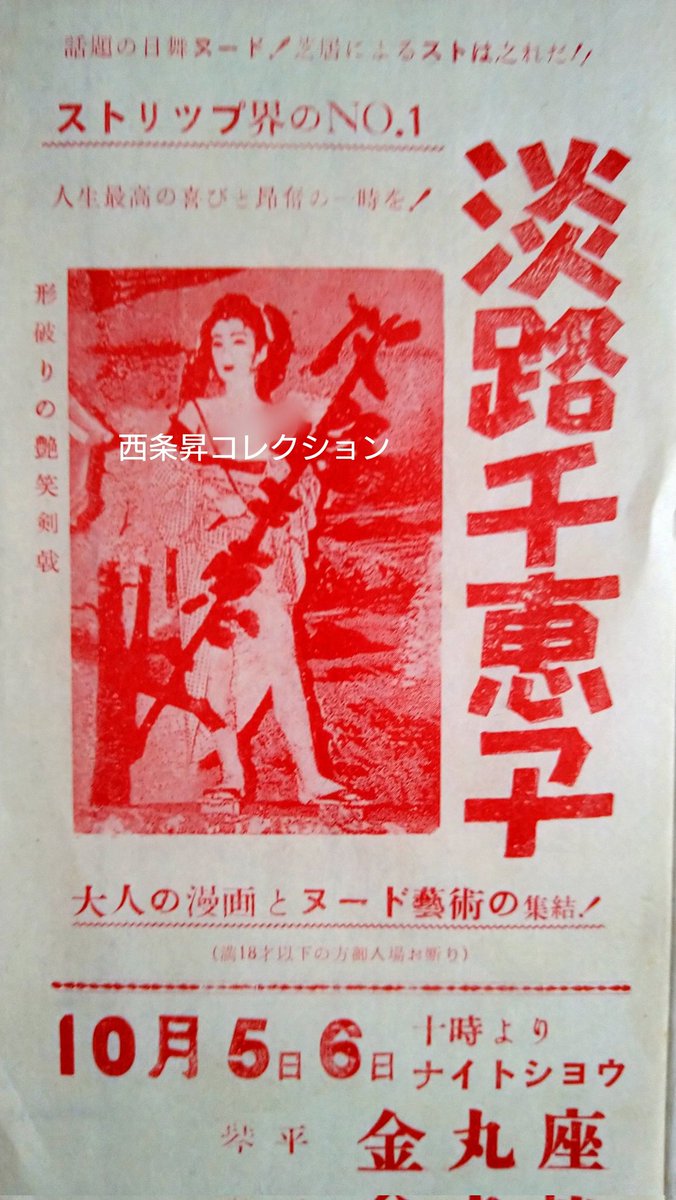 話題の日舞ヌード！芝居によるストは之れだ！！
ストリップ界のNO.1
人生最高の喜びと昂奮の一時を！
淡路千恵子
形破りの艶笑剣戟
西条昇コレクション
大人の漫画とヌード藝術の集結！
（満18才以下の方御入場お断り）
10月5日6日
十時より
ナイトショウ
琴平 金丸座